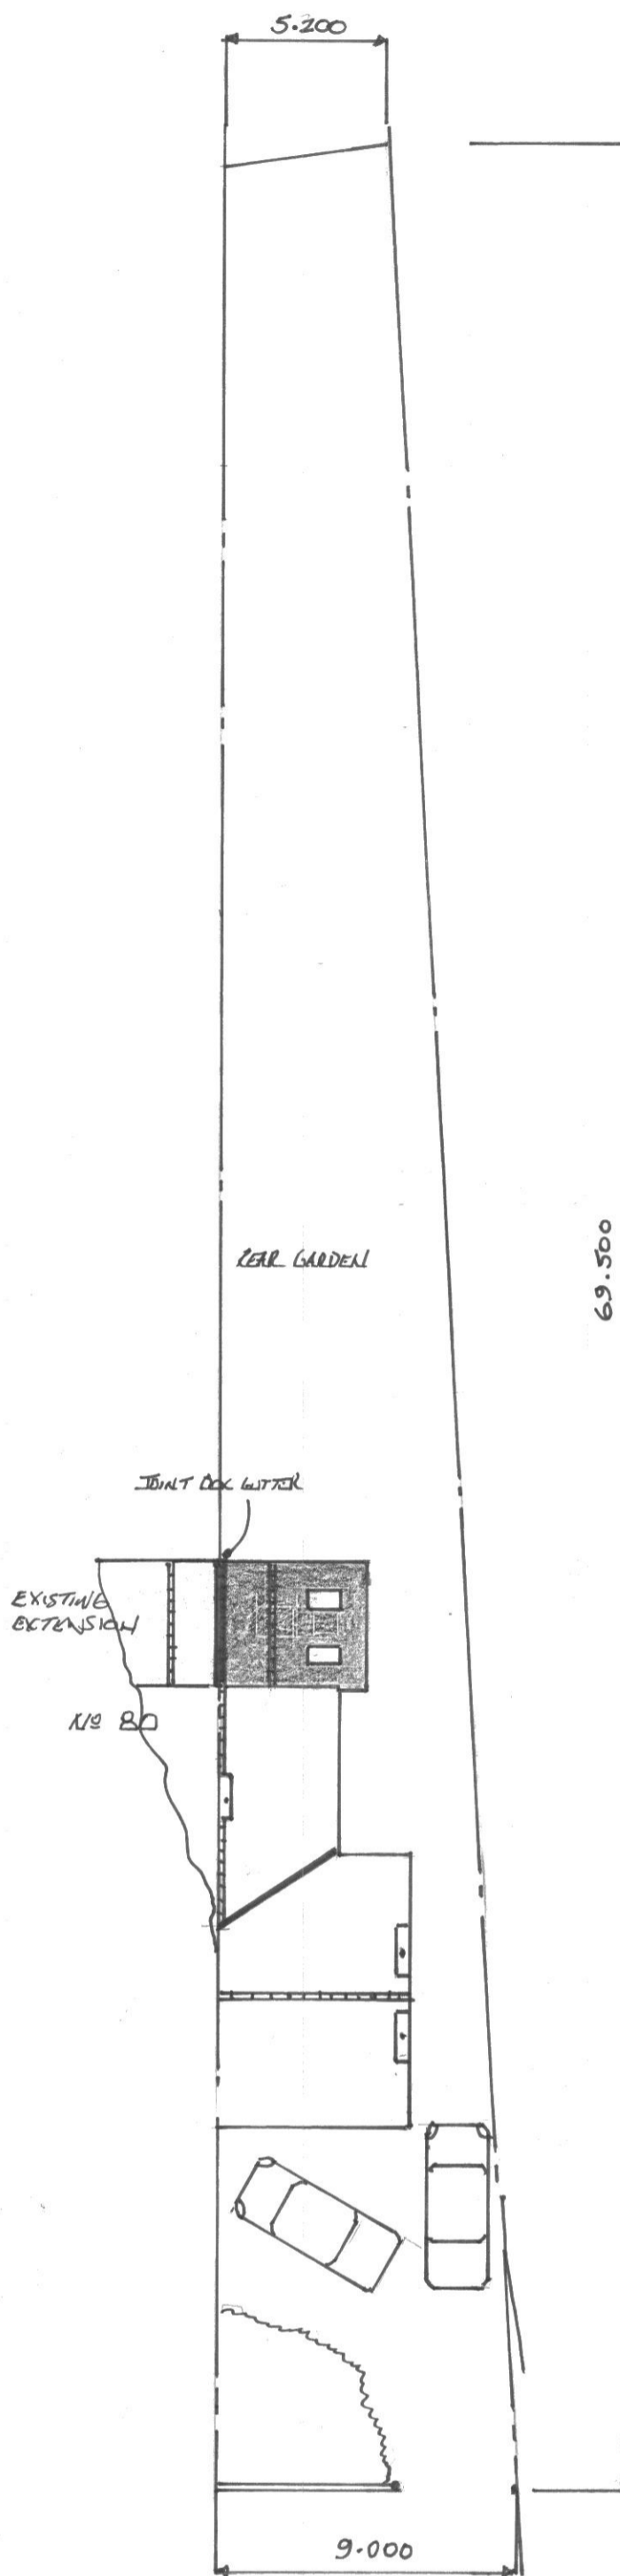 5.200
REAR GARDEN
69.500
JOINT BOX GUTTER
EXISTING
EXTENSION
Nº 80
9.000